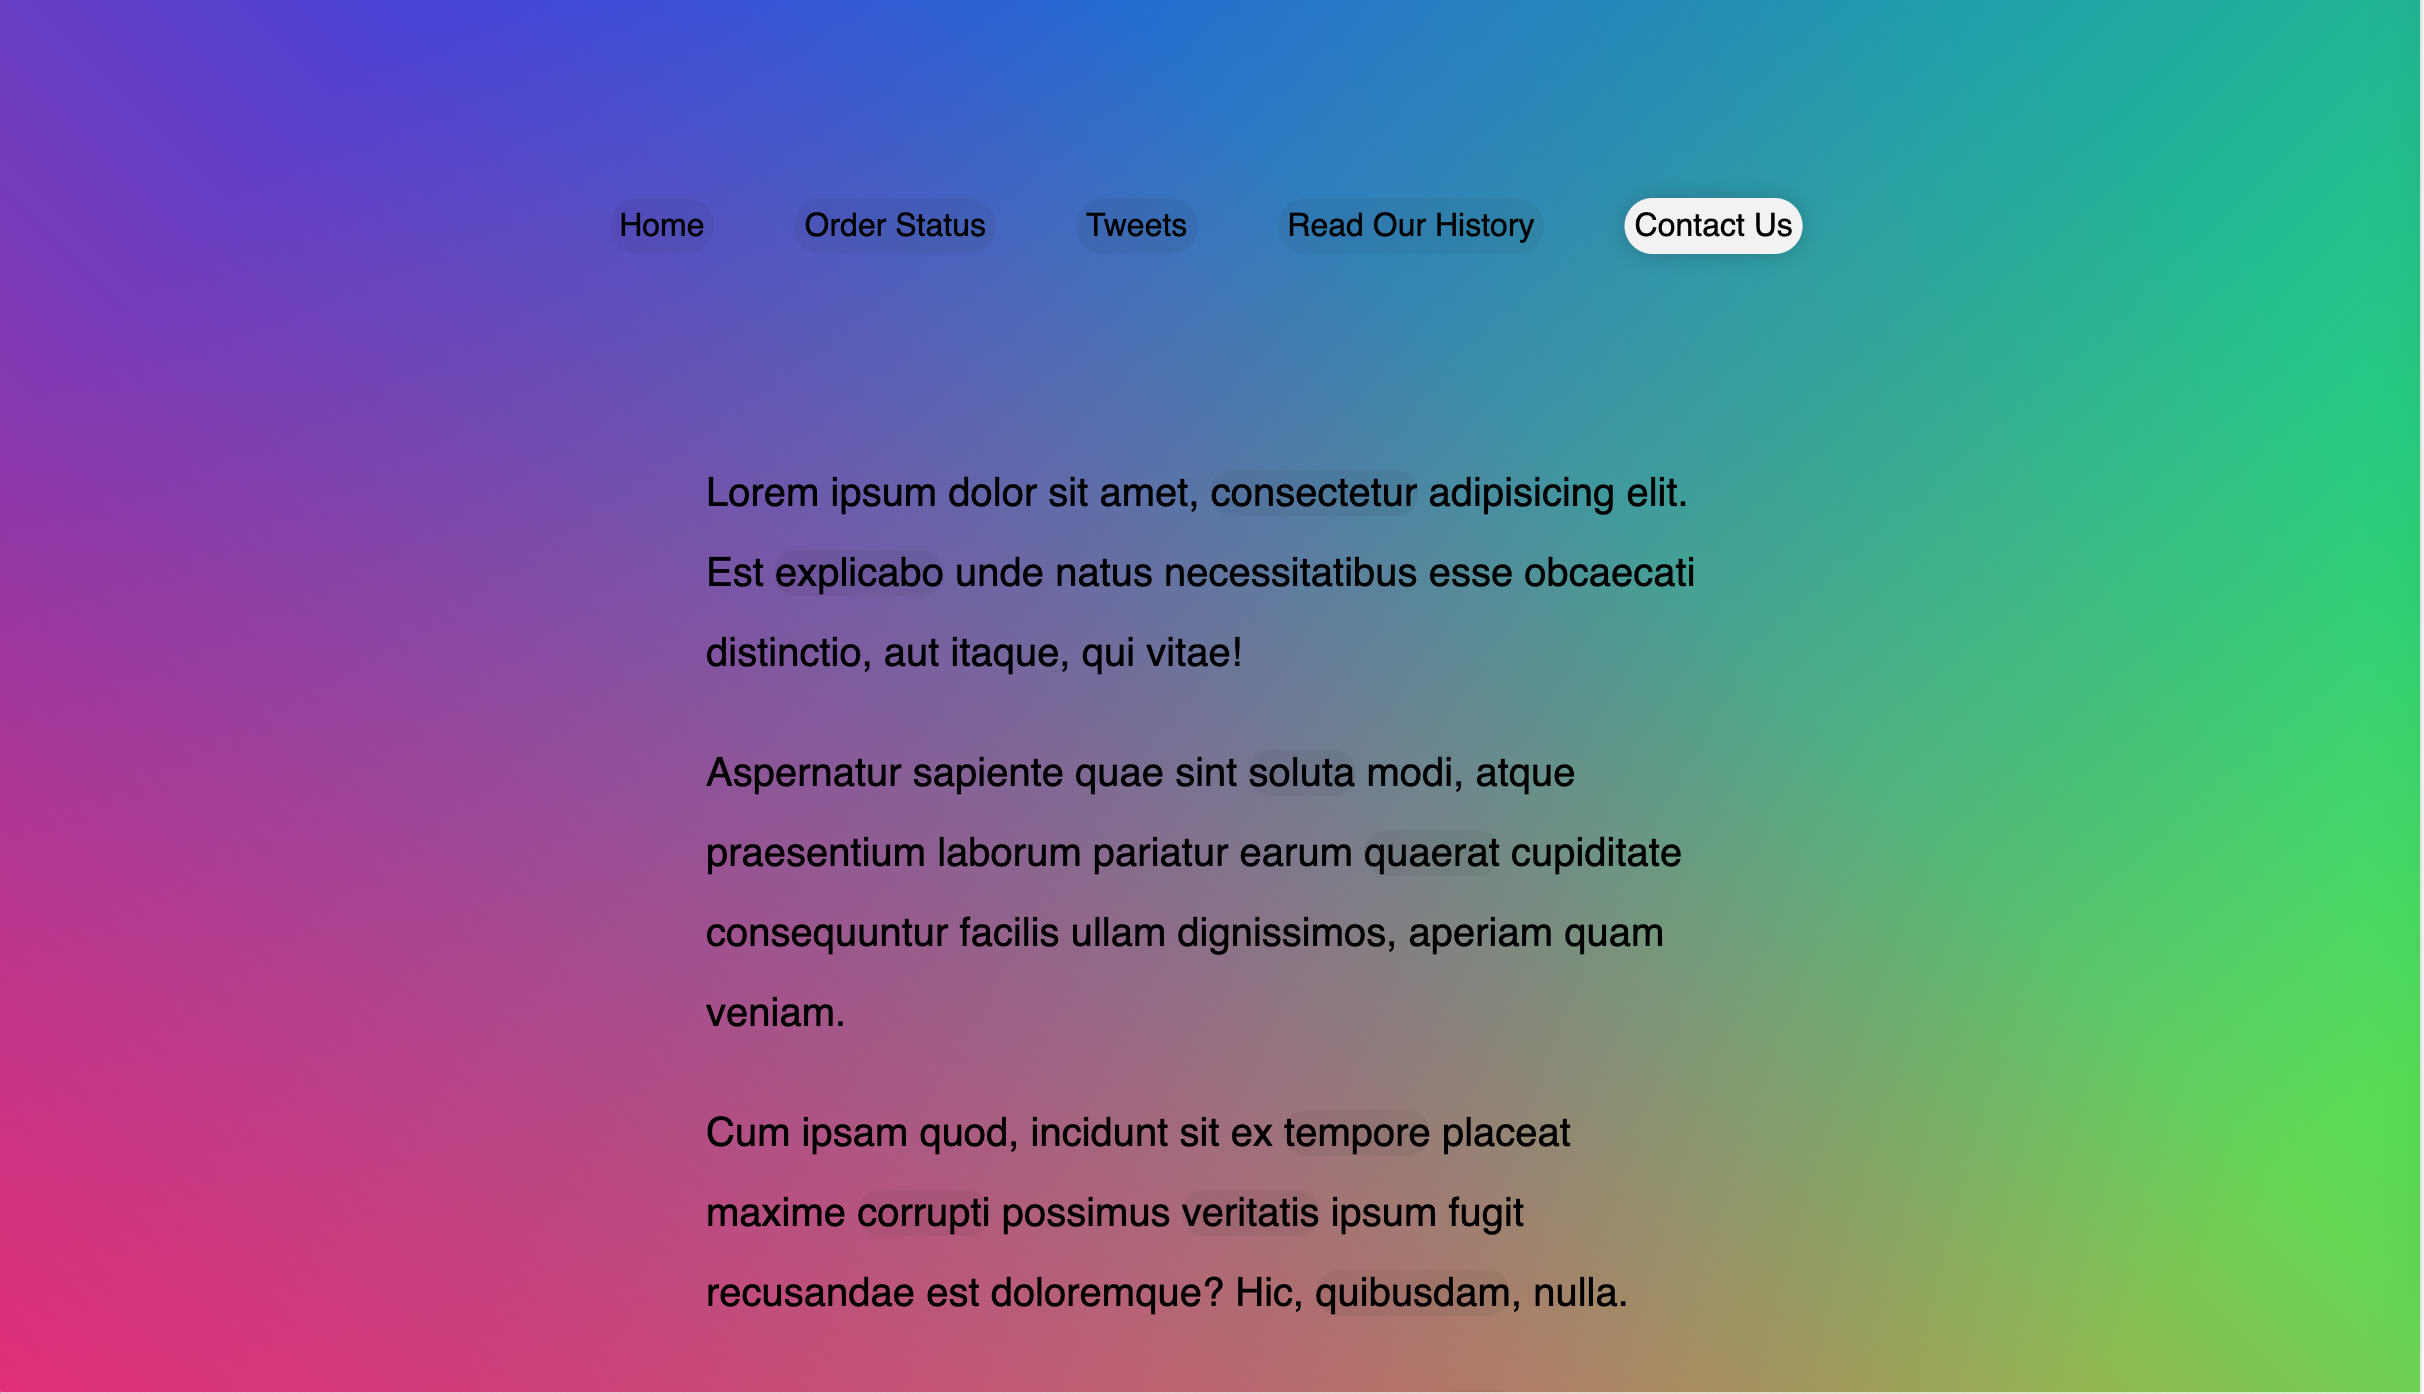 Home Order Status Tweets Read Our History Contact Us
Lorem ipsum dolor sit amet, consectetur adipisicing elit.
Est explicabo unde natus necessitatibus esse obcaecati
distinctio, aut itaque, qui vitae!
Aspernatur sapiente quae sint soluta modi, atque
praesentium laborum pariatur earum quaerat cupiditate
consequuntur facilis ullam dignissimos, aperiam quam
veniam.
Cum ipsam quod, incidunt sit ex tempore placeat
maxime corrupti possimus veritatis ipsum fugit
recusandae est doloremque? Hic, quibusdam, nulla.